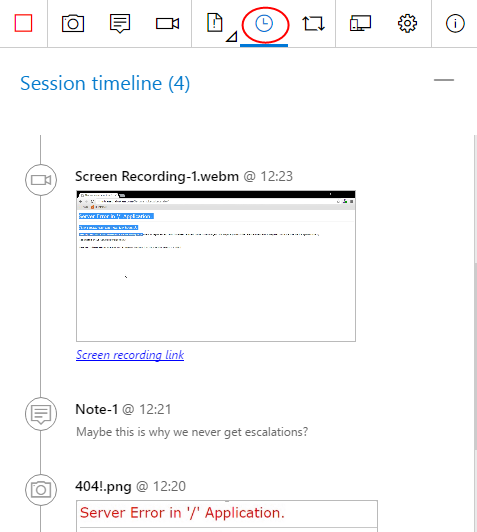 Session timeline (4)
Screen Recording-1.webm @ 12:23
Server Error in '/' Application.
Screen recording link
Note-1 @ 12:21
Maybe this is why we never get escalations?
404!.png @ 12:20
Server Error in '/' Application.